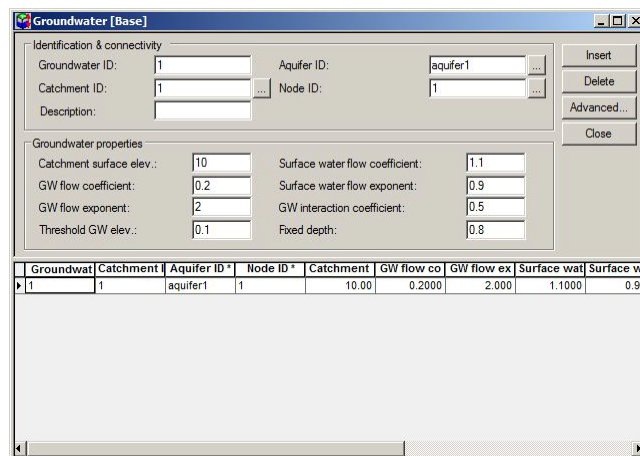 Groundwater [Base]
Identification & connectivity
Groundwater ID: 1 Aquifer ID: aquifer1 ...
Catchment ID: 1 ... Node ID: 1 ...
Description:
Insert
Delete
Advanced...
Close
Groundwater properties
Catchment surface elev.: 10 Surface water flow coefficient: 1.1
GW flow coefficient: 0.2 Surface water flow exponent: 0.9
GW flow exponent: 2 GW interaction coefficient: 0.5
Threshold GW elev.: 0.1 Fixed depth: 0.8
Groundwat Catchment I Aquifer ID * Node ID * Catchment GW flow co GW flow ex Surface wat Surface w
1 1 aquifer1 1 10.00 0.2000 2.000 1.1000 0.9